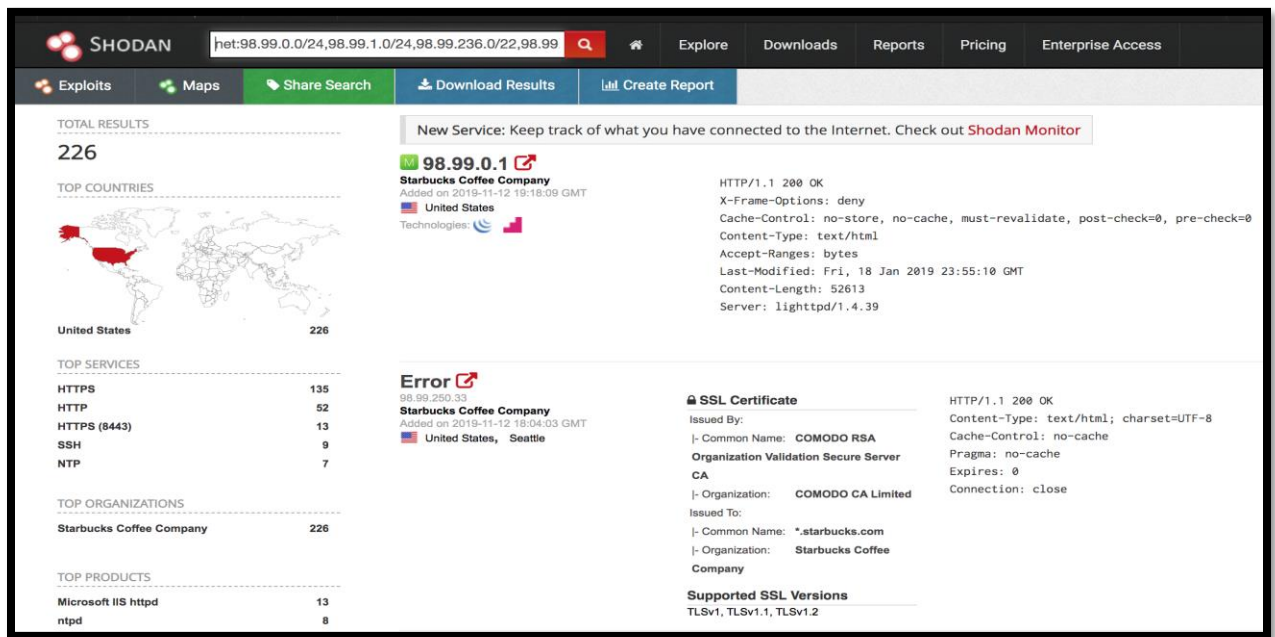 SHODAN
net:98.99.0.0/24,98.99.1.0/24,98.99.236.0/22,98.99
Explore Downloads Reports Pricing Enterprise Access
Exploits Maps Share Search Download Results Create Report
TOTAL RESULTS
226
TOP COUNTRIES
United States 226
TOP SERVICES
HTTPS 135
HTTP 52
HTTPS (8443) 13
SSH 9
NTP 7
TOP ORGANIZATIONS
Starbucks Coffee Company 226
TOP PRODUCTS
Microsoft IIS httpd 13
ntpd 8
New Service: Keep track of what you have connected to the Internet. Check out Shodan Monitor
M 98.99.0.1
Starbucks Coffee Company
Added on 2019-11-12 19:18:09 GMT
United States
Technologies:
HTTP/1.1 200 OK
X-Frame-Options: deny
Cache-Control: no-store, no-cache, must-revalidate, post-check=0, pre-check=0
Content-Type: text/html
Accept-Ranges: bytes
Last-Modified: Fri, 18 Jan 2019 23:55:10 GMT
Content-Length: 52613
Server: lighttpd/1.4.39
Error
98.99.250.33
Starbucks Coffee Company
Added on 2019-11-12 18:04:03 GMT
United States, Seattle
SSL Certificate
Issued By:
|- Common Name: COMODO RSA
Organization Validation Secure Server
CA
|- Organization: COMODO CA Limited
Issued To:
|- Common Name: *.starbucks.com
|- Organization: Starbucks Coffee
Company
Supported SSL Versions
TLSv1, TLSv1.1, TLSv1.2
HTTP/1.1 200 OK
Content-Type: text/html; charset=UTF-8
Cache-Control: no-cache
Pragma: no-cache
Expires: 0
Connection: close